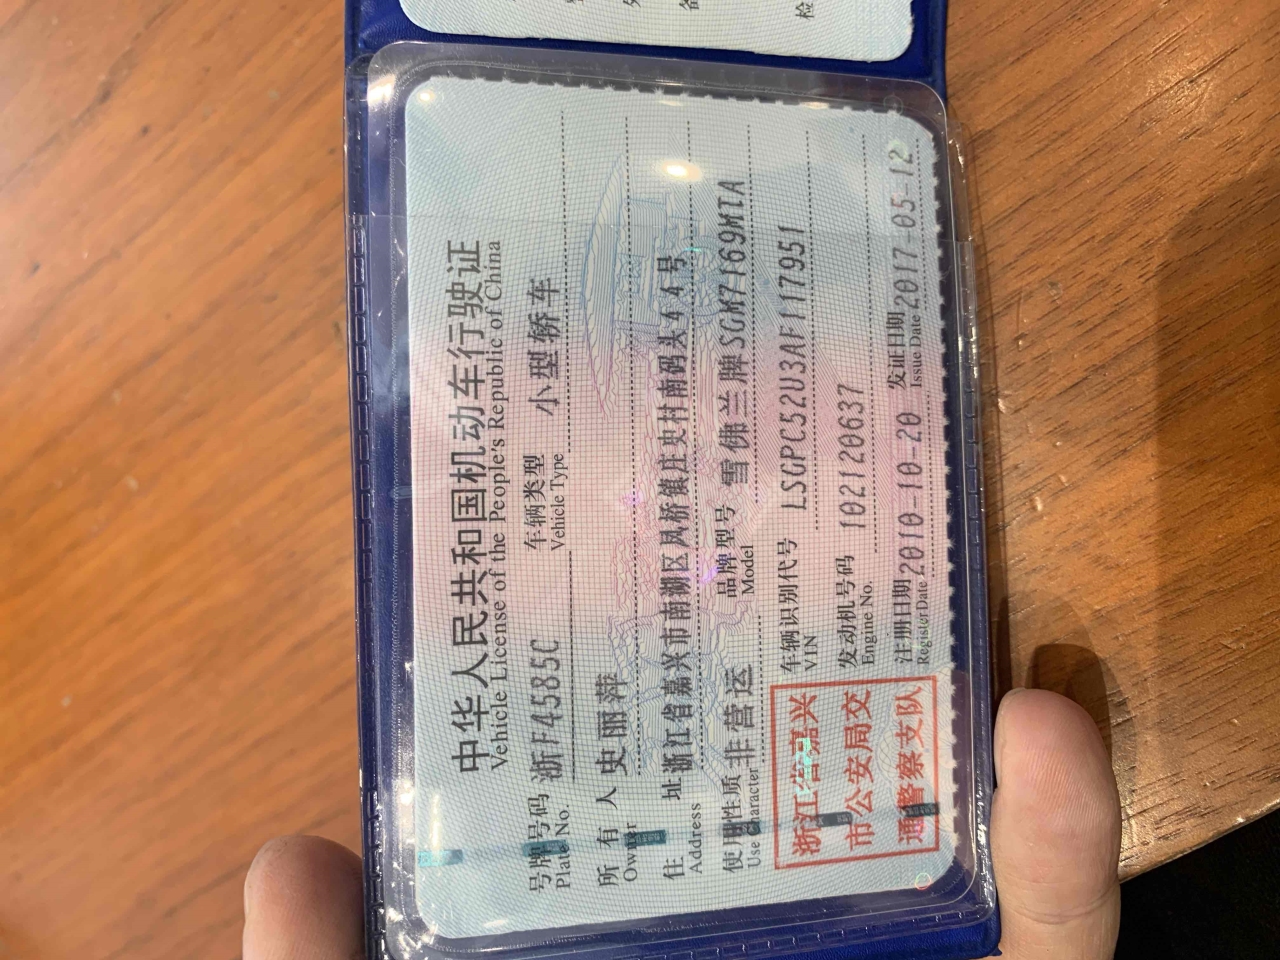 中华人民共和国机动车行驶证
Vehicle License of the People's Republic of China
号牌号码 浙F4585C 车辆类型 小型轿车
Plate No. Vehicle Type
所有人 史丽萍
Owner
住址 浙江省嘉兴市南湖区凤桥镇庄史村南码头44号
Address
使用性质 非营运 品牌型号 雪佛兰牌SGM7169MTA
Use Character Model
浙江省嘉兴
市公安局交
通警察支队
车辆识别代号 LSGPC52U3AF117951
VIN
发动机号码 102120637
Engine No.
注册日期 2010-10-20 发证日期 2017-05-12
Register Date Issue Date